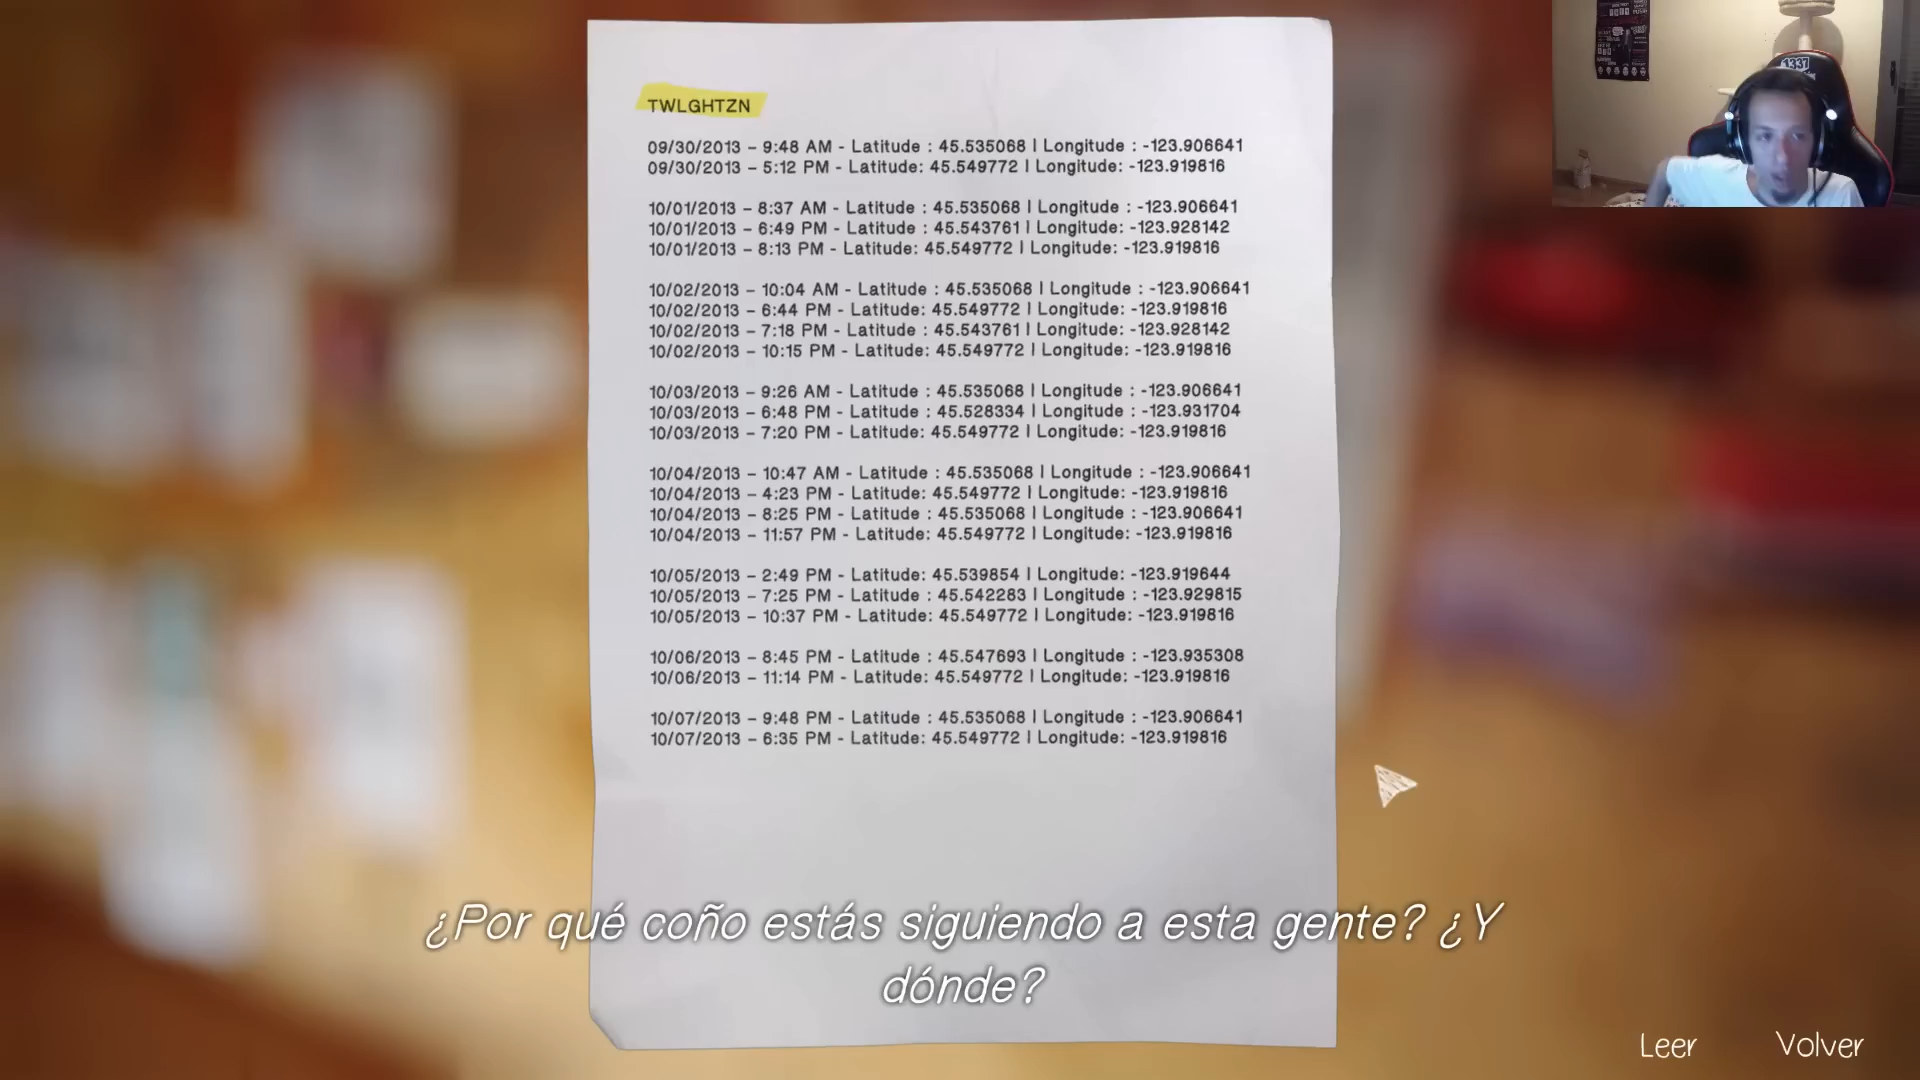 TWLGHTZN
09/30/2013 – 9:48 AM - Latitude : 45.535068 | Longitude : -123.906641
09/30/2013 – 5:12 PM - Latitude: 45.549772 | Longitude: -123.919816
10/01/2013 – 8:37 AM - Latitude : 45.535068 | Longitude : -123.906641
10/01/2013 – 6:49 PM - Latitude : 45.543761 | Longitude: -123.928142
10/01/2013 – 8:13 PM - Latitude: 45.549772 | Longitude: -123.919816
10/02/2013 – 10:04 AM - Latitude : 45.535068 | Longitude : -123.906641
10/02/2013 – 6:44 PM - Latitude: 45.549772 | Longitude: -123.919816
10/02/2013 – 7:18 PM - Latitude : 45.543761 | Longitude: -123.928142
10/02/2013 – 10:15 PM - Latitude: 45.549772 | Longitude: -123.919816
10/03/2013 – 9:26 AM - Latitude : 45.535068 | Longitude : -123.906641
10/03/2013 – 6:48 PM - Latitude : 45.528334 | Longitude : -123.931704
10/03/2013 – 7:20 PM - Latitude: 45.549772 | Longitude: -123.919816
10/04/2013 – 10:47 AM - Latitude : 45.535068 | Longitude : -123.906641
10/04/2013 – 4:23 PM - Latitude: 45.549772 | Longitude: -123.919816
10/04/2013 – 8:25 PM - Latitude : 45.535068 | Longitude : -123.906641
10/04/2013 – 11:57 PM - Latitude: 45.549772 | Longitude: -123.919816
10/05/2013 – 2:49 PM - Latitude: 45.539854 | Longitude: -123.919644
10/05/2013 – 7:25 PM - Latitude : 45.542283 | Longitude : -123.929815
10/05/2013 – 10:37 PM - Latitude: 45.549772 | Longitude: -123.919816
10/06/2013 – 8:45 PM - Latitude : 45.547693 | Longitude : -123.935308
10/06/2013 – 11:14 PM - Latitude: 45.549772 | Longitude: -123.919816
10/07/2013 – 9:48 PM - Latitude : 45.535068 | Longitude : -123.906641
10/07/2013 – 6:35 PM - Latitude: 45.549772 | Longitude: -123.919816
¿Por qué coño estás siguiendo a esta gente? ¿Y
dónde?
Leer Volver
1337